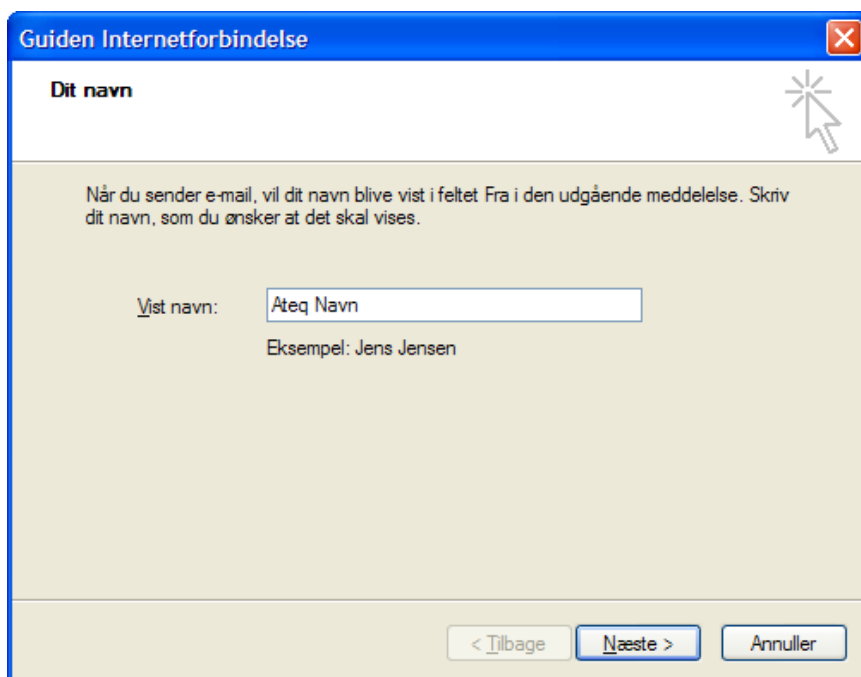 Guiden Internetforbindelse
Dit navn
Når du sender e-mail, vil dit navn blive vist i feltet Fra i den udgående meddelelse. Skriv
dit navn, som du ønsker at det skal vises.
Vist navn: Ateq Navn
Eksempel: Jens Jensen
< Tilbage Næste > Annuller